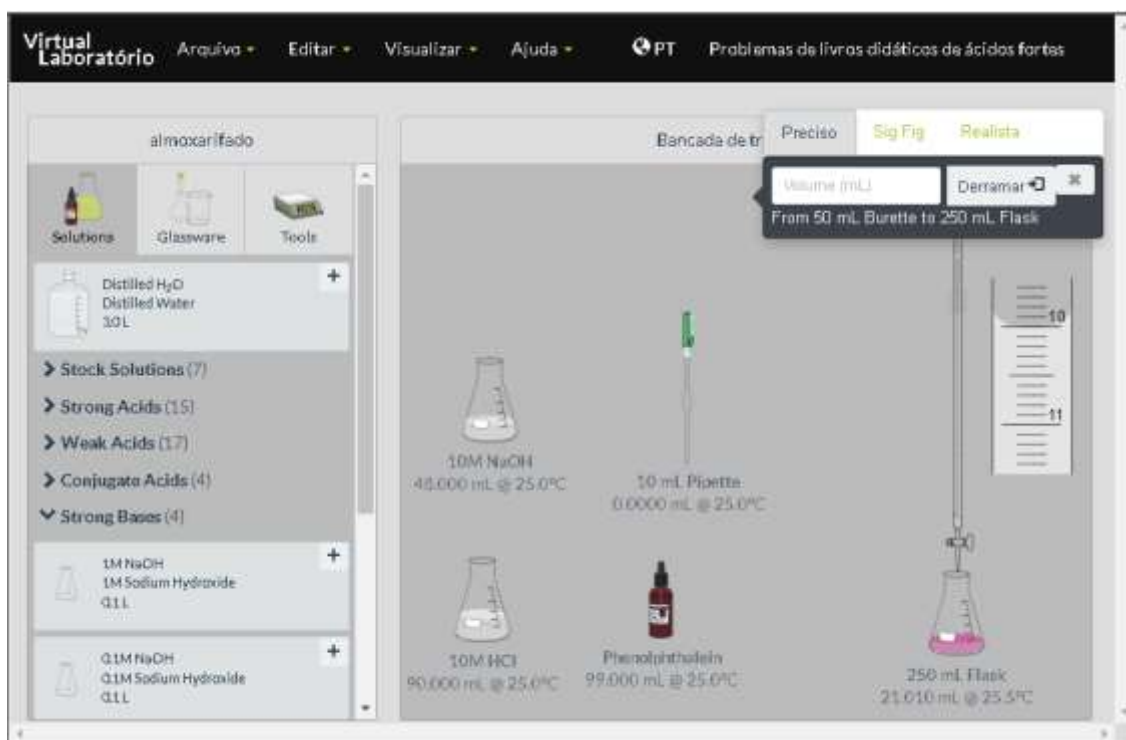 Virtual
Laboratório
Arquivo
Editar
Visualizar
Ajuda
PT
Problemas de livros didáticos de ácidos fortes
almoxarifado
Solutions
Glassware
Tools
Distilled H₂O
Distilled Water
3.0 L
Stock Solutions (7)
Strong Acids (15)
Weak Acids (17)
Conjugate Acids (4)
Strong Bases (4)
1M NaOH
1M Sodium Hydroxide
0.1 L
0.1M NaOH
0.1M Sodium Hydroxide
0.1 L
Bancada de tr
Preciso
Sig Fig
Realista
Volume (mL)
Derramar
From 50 mL Burette to 250 mL Flask
10
11
10M NaOH
10 mL Pipette
0.0000 mL @ 25.0°C
10M HCl
90.000 mL @ 25.0°C
Phenolphthalein
99.000 mL @ 25.0°C
250 mL Flask
21.010 mL @ 25.5°C